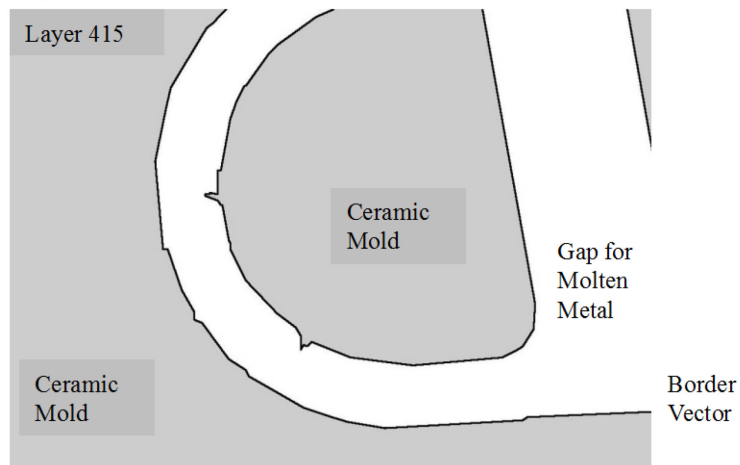 Layer 415
Ceramic
Mold
Gap for
Molten
Metal
Ceramic
Mold
Border
Vector